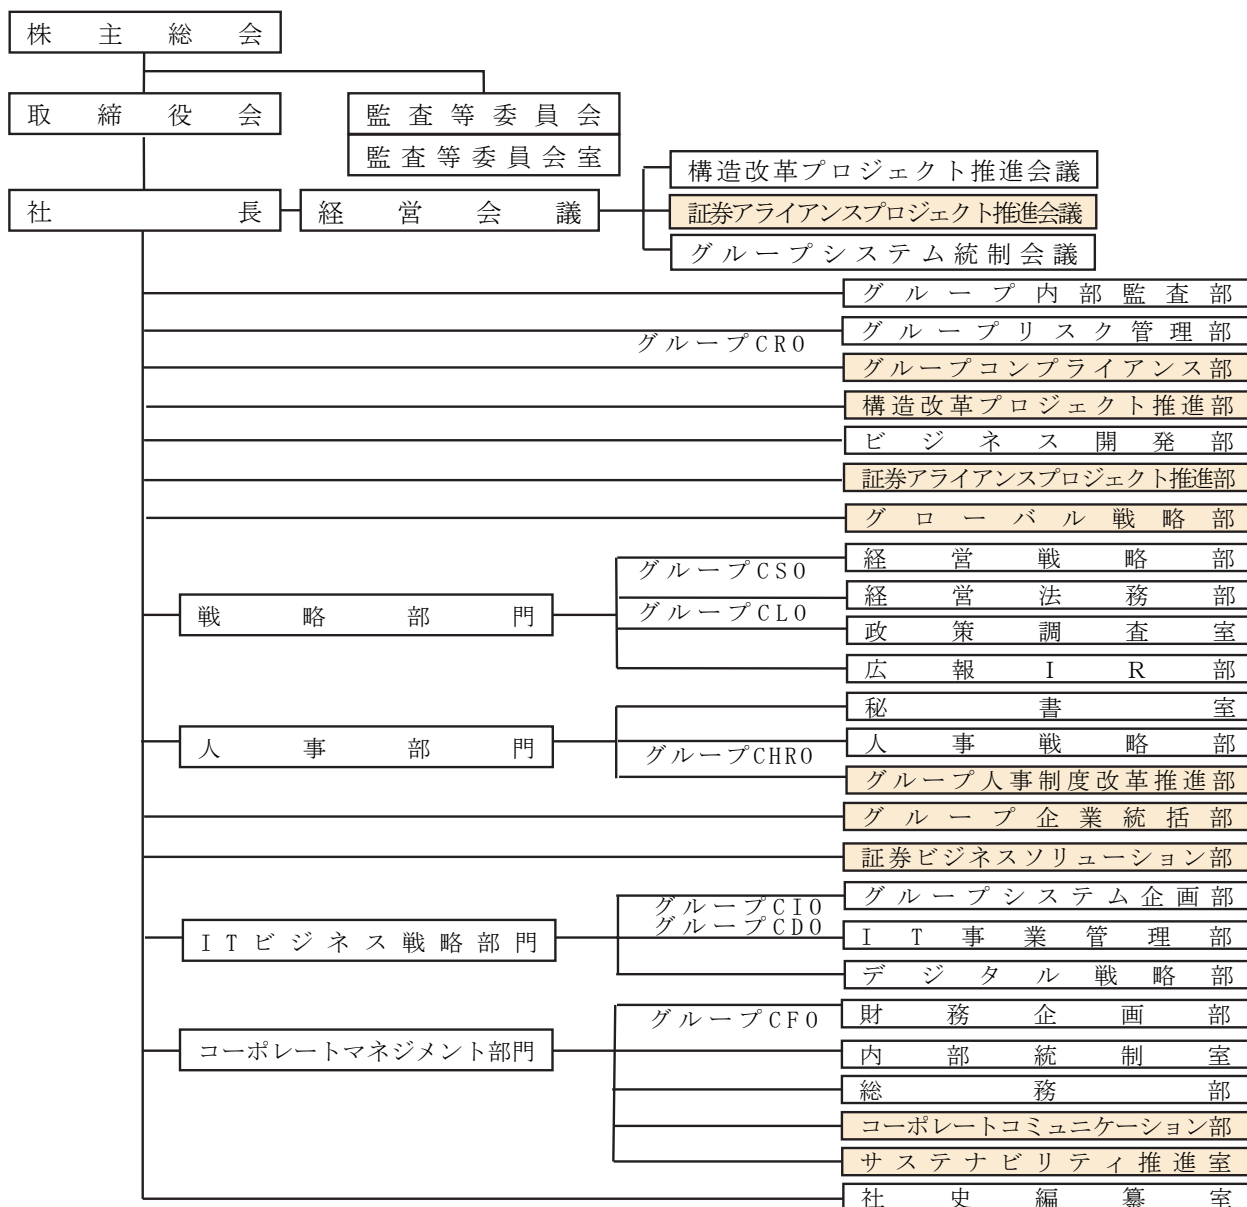 株主総会
取締役会
監査等委員会
監査等委員会室
社長
経営会議
構造改革プロジェクト推進会議
証券アライアンスプロジェクト推進会議
グループシステム統制会議
グループ内部監査部
グループリスク管理部
グループCRO
グループコンプライアンス部
構造改革プロジェクト推進部
ビジネス開発部
証券アライアンスプロジェクト推進部
グローバル戦略部
戦略部門
グループCSO
経営戦略部
グループCLO
経営法務部
政策調査室
広報IR部
人事部門
秘書室
人事戦略部
グループCHRO
グループ人事制度改革推進部
グループ企業統括部
証券ビジネスソリューション部
ITビジネス戦略部門
グループCIO
グループCDO
グループシステム企画部
IT事業管理部
デジタル戦略部
コーポレートマネジメント部門
グループCFO
財務企画部
内部統制室
総務部
コーポレートコミュニケーション部
サステナビリティ推進室
社史編纂室